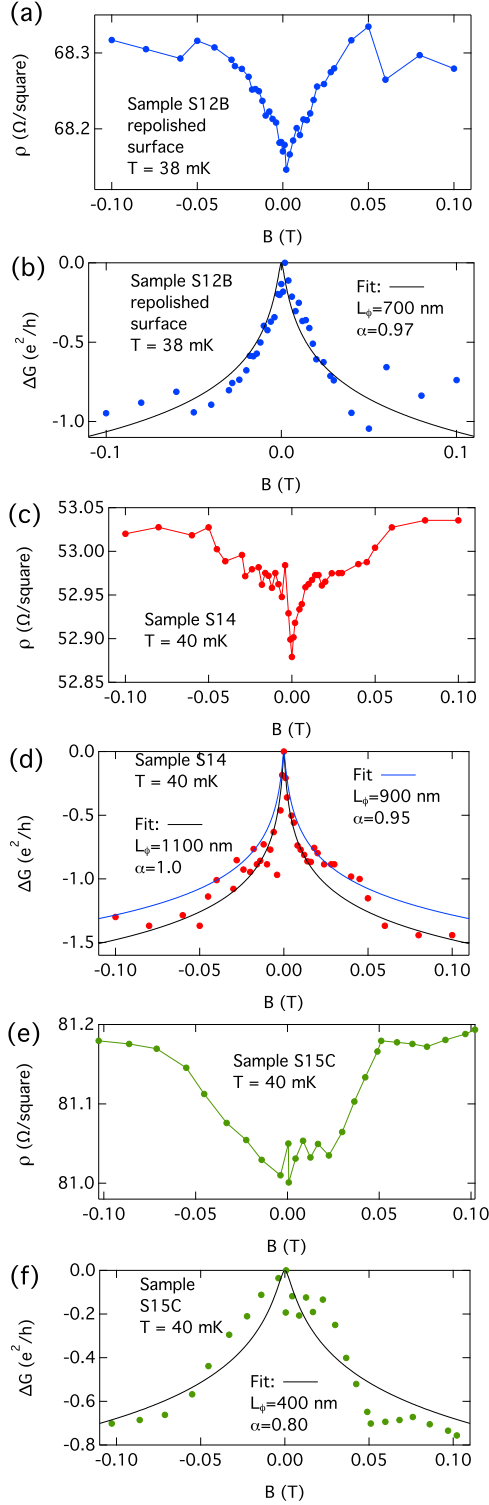 (a)
ρ (Ω/square)
68.3
68.2
Sample S12B
repolished
surface
T = 38 mK
-0.10
-0.05
0.00
0.05
0.10
B (T)
(b)
ΔG (e²/h)
0.0
-0.5
-1.0
Sample S12B
repolished
surface
T = 38 mK
Fit:
Lϕ=700 nm
α=0.97
-0.1
0.0
0.1
B (T)
(c)
ρ (Ω/square)
53.05
53.00
52.95
52.90
52.85
Sample S14
T = 40 mK
-0.10
-0.05
0.00
0.05
0.10
B (T)
(d)
ΔG (e²/h)
0.0
-0.5
-1.0
-1.5
Sample S14
T = 40 mK
Fit:
Lϕ=1100 nm
α=1.0
Fit
Lϕ=900 nm
α=0.95
-0.10
-0.05
0.00
0.05
0.10
B (T)
(e)
ρ (Ω/square)
81.2
81.1
81.0
Sample S15C
T = 40 mK
-0.10
-0.05
0.00
0.05
0.10
B (T)
(f)
ΔG (e²/h)
0.0
-0.2
-0.4
-0.6
-0.8
Sample
S15C
T = 40 mK
Fit:
Lϕ=400 nm
α=0.80
-0.10
-0.05
0.00
0.05
0.10
B (T)